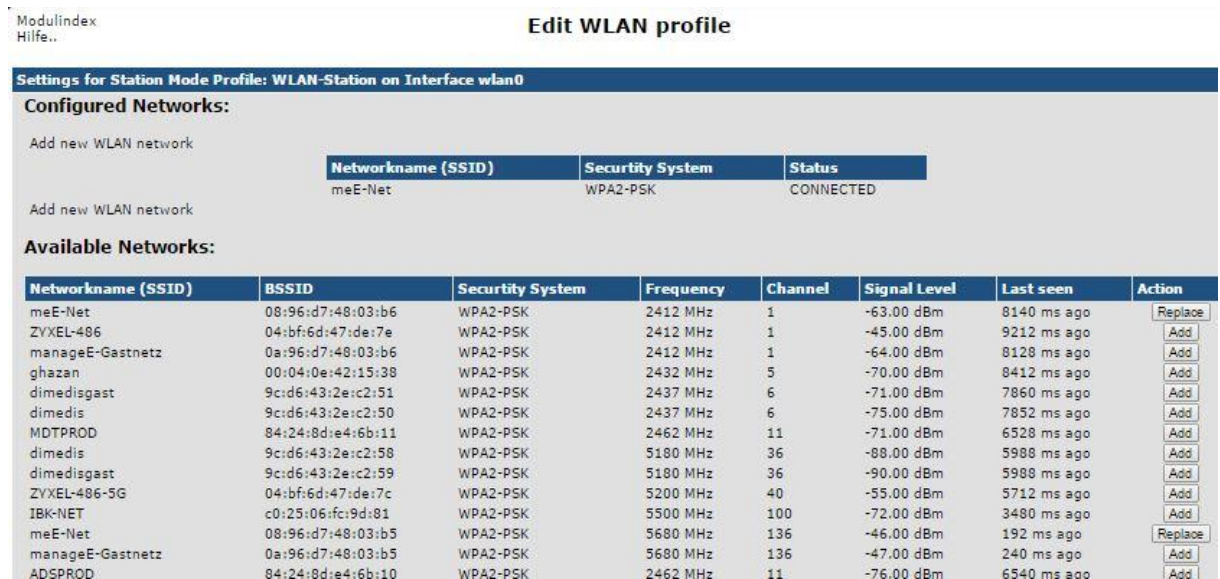 Modulindex
Hilfe..
Edit WLAN profile
Settings for Station Mode Profile: WLAN-Station on Interface wlan0
Configured Networks:
Add new WLAN network
Networkname (SSID) Securtity System Status
meE-Net WPA2-PSK CONNECTED
Add new WLAN network
Available Networks:
Networkname (SSID) BSSID Securtity System Frequency Channel Signal Level Last seen Action
meE-Net 08:96:d7:48:03:b6 WPA2-PSK 2412 MHz 1 -63.00 dBm 8140 ms ago Replace
ZYXEL-486 04:bf:6d:47:de:7e WPA2-PSK 2412 MHz 1 -45.00 dBm 9212 ms ago Add
manageE-Gastnetz 0a:96:d7:48:03:b6 WPA2-PSK 2412 MHz 1 -64.00 dBm 8128 ms ago Add
ghazan 00:04:0e:42:15:38 WPA2-PSK 2432 MHz 5 -70.00 dBm 8412 ms ago Add
dimedisgast 9c:d6:43:2e:c2:51 WPA2-PSK 2437 MHz 6 -71.00 dBm 7860 ms ago Add
dimedis 9c:d6:43:2e:c2:50 WPA2-PSK 2437 MHz 6 -75.00 dBm 7852 ms ago Add
MDTPROD 84:24:8d:e4:6b:11 WPA2-PSK 2462 MHz 11 -71.00 dBm 6528 ms ago Add
dimedis 9c:d6:43:2e:c2:58 WPA2-PSK 5180 MHz 36 -88.00 dBm 5988 ms ago Add
dimedisgast 9c:d6:43:2e:c2:59 WPA2-PSK 5180 MHz 36 -90.00 dBm 5988 ms ago Add
ZYXEL-486-5G 04:bf:6d:47:de:7c WPA2-PSK 5200 MHz 40 -55.00 dBm 5712 ms ago Add
IBK-NET c0:25:06:fc:9d:81 WPA2-PSK 5500 MHz 100 -72.00 dBm 3480 ms ago Add
meE-Net 08:96:d7:48:03:b5 WPA2-PSK 5680 MHz 136 -46.00 dBm 192 ms ago Replace
manageE-Gastnetz 0a:96:d7:48:03:b5 WPA2-PSK 5680 MHz 136 -47.00 dBm 240 ms ago Add
ADSPROD 84:24:8d:e4:6b:10 WPA2-PSK 2462 MHz 11 -76.00 dBm 6540 ms ago Add